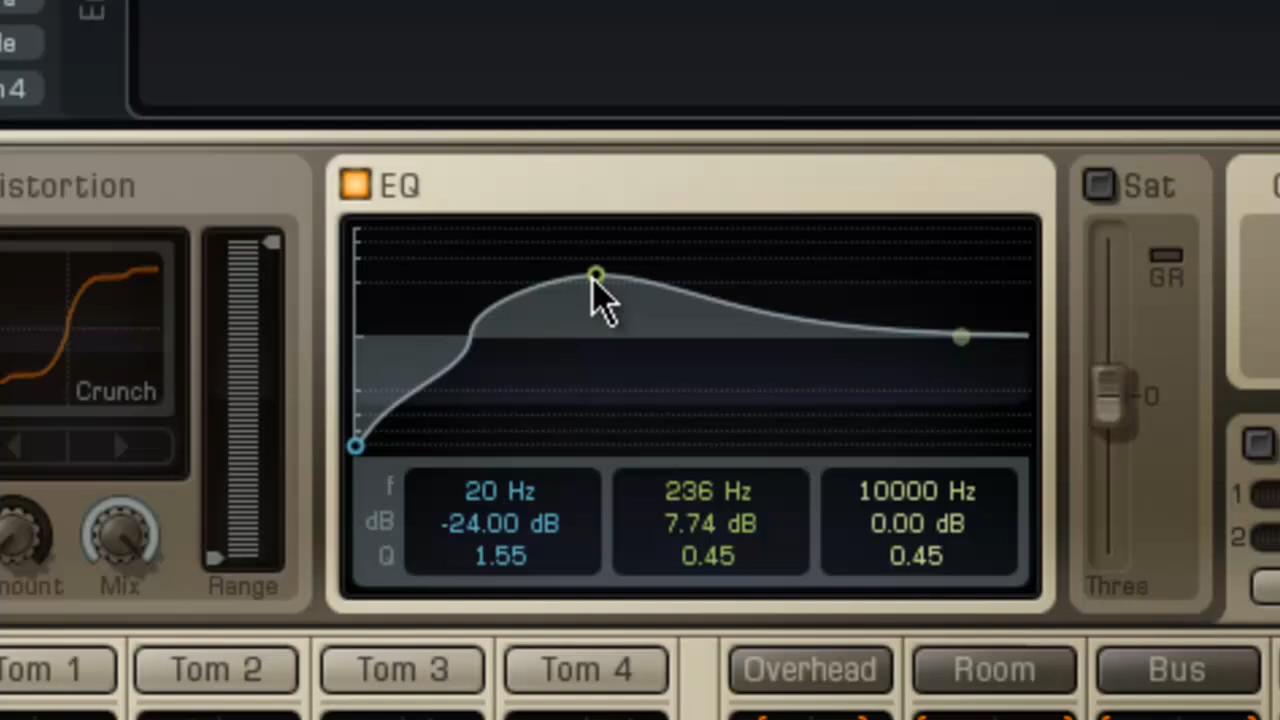 istortion
EQ
Sat
GR
Crunch
0
f 20 Hz 236 Hz 10000 Hz
dB -24.00 dB 7.74 dB 0.00 dB
Q 1.55 0.45 0.45
1
2
mount Mix Range Thres
Tom 1 Tom 2 Tom 3 Tom 4 Overhead Room Bus